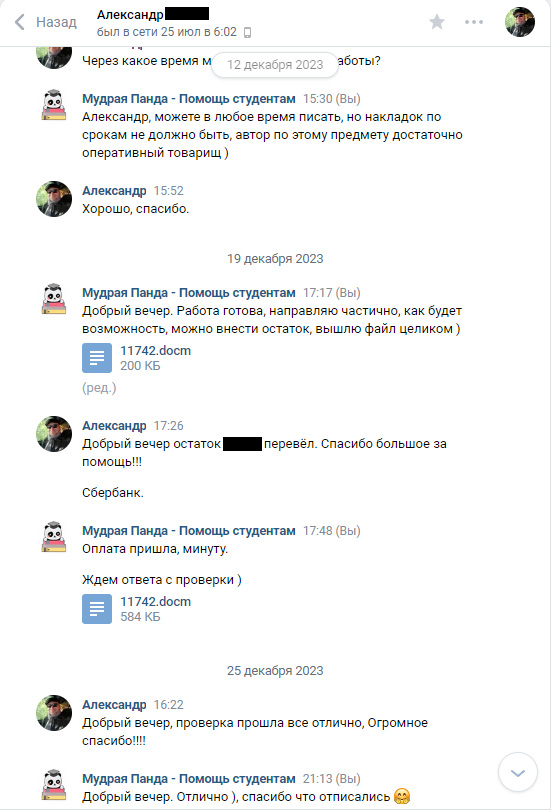 Назад
Александр
был в сети 25 июл в 6:02
Через какое время м
аботы?
12 декабря 2023
Мудрая Панда - Помощь студентам 15:30 (Вы)
Александр, можете в любое время писать, но накладок по
срокам не должно быть, автор по этому предмету достаточно
оперативный товарищ )
Александр 15:52
Хорошо, спасибо.
19 декабря 2023
Мудрая Панда - Помощь студентам 17:17 (Вы)
Добрый вечер. Работа готова, направляю частично, как будет
возможность, можно внести остаток, вышлю файл целиком )
11742.docm
200 КБ
(ред.)
Александр 17:26
Добрый вечер остаток перевёл. Спасибо большое за
помощь!!!
Сбербанк.
Мудрая Панда - Помощь студентам 17:48 (Вы)
Оплата пришла, минуту.
Ждем ответа с проверки )
11742.docm
584 КБ
25 декабря 2023
Александр 16:22
Добрый вечер, проверка прошла все отлично, Огромное
спасибо!!!!
Мудрая Панда - Помощь студентам 21:13 (Вы)
Добрый вечер. Отлично ), спасибо что отписались 🤗